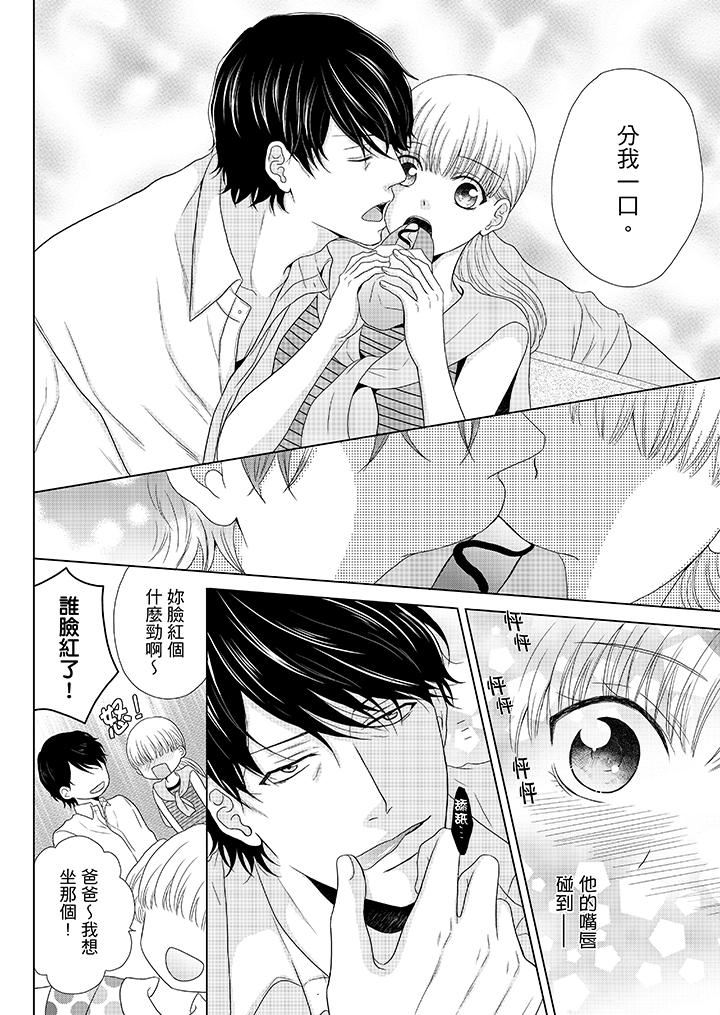 分我一口。
怦怦
怦怦
怦怦
他的嘴唇
碰到——
舔舐…
妳臉紅個
什麼勁啊～
誰臉紅了！
怒！
爸爸～我想
坐那個！